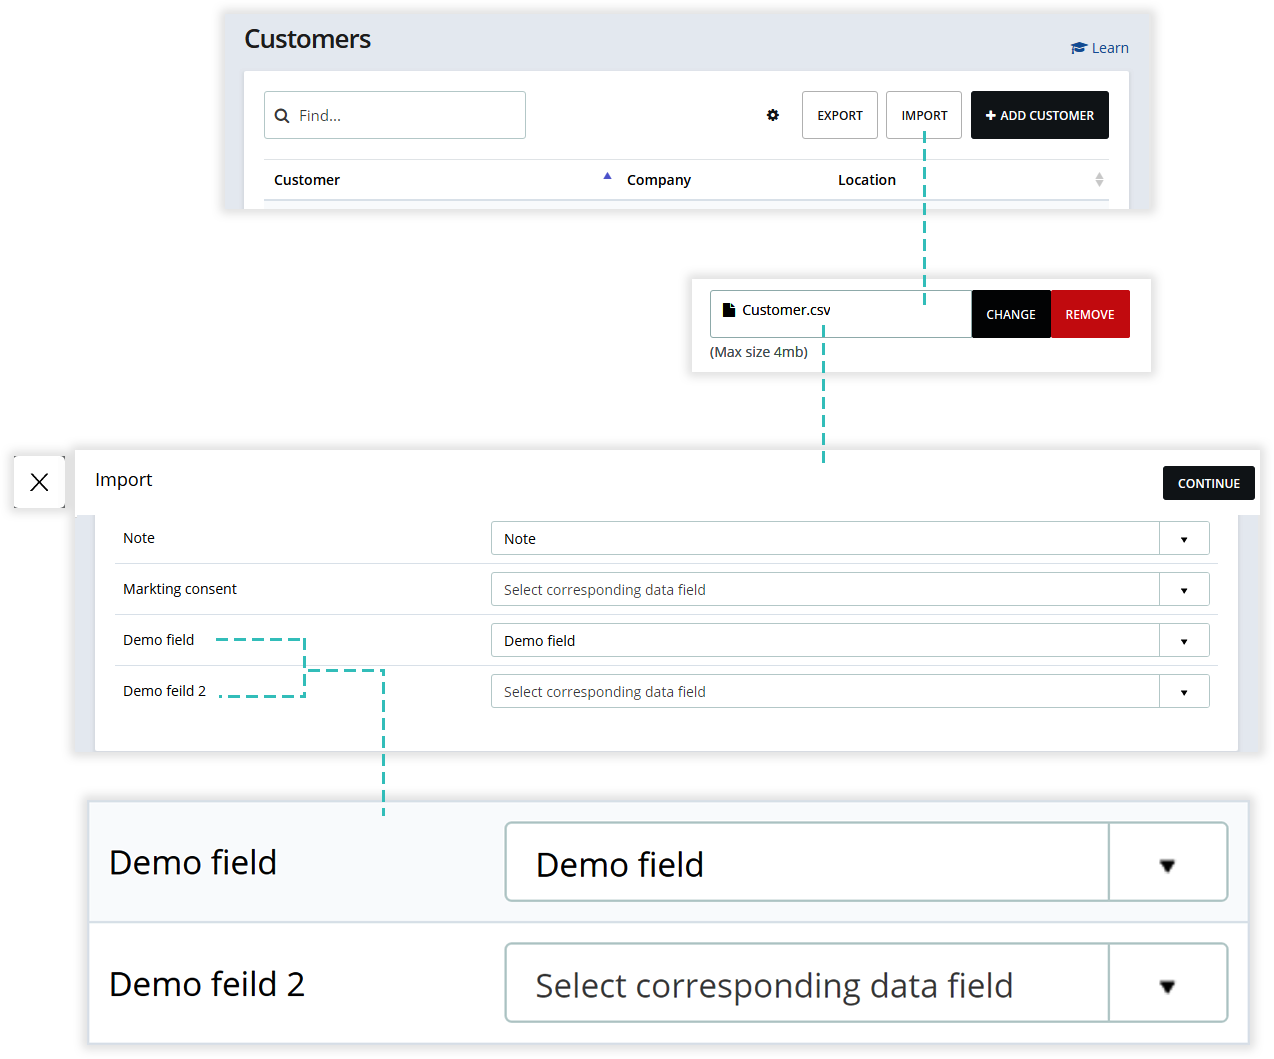 Customers
Learn
Find...
EXPORT
IMPORT
+ ADD CUSTOMER
Customer Company Location
Customer.csv
CHANGE
REMOVE
(Max size 4mb)
Import
CONTINUE
Note Note
Markting consent Select corresponding data field
Demo field Demo field
Demo feild 2 Select corresponding data field
Demo field Demo field
Demo feild 2 Select corresponding data field